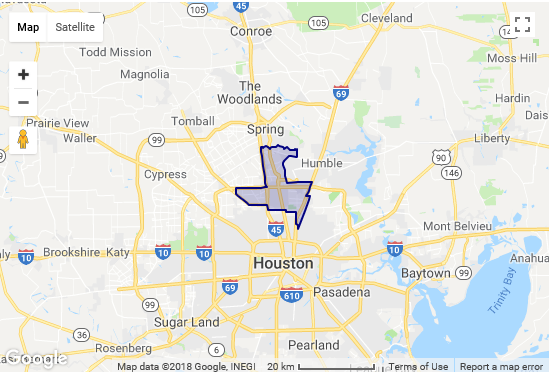 105
45
Cleveland
Conroe
105
Map
Satellite
Todd Mission
Moss Hill
Magnolia
The
Woodlands
69
Hardin
Prairie View
Tomball
Spring
Dais
Waller
99
Liberty
90
Humble
146
Cypress
45
Mont Belvieu
10
Brookshire
Katy
10
10
10
Anahua
Houston
Baytown
99
69
610
Pasadena
Trinity Bay
99
Sugar Land
36
6
Rosenberg
Pearland
Google
Map data ©2018 Google, INEGI
20 km
Terms of Use
Report a map error